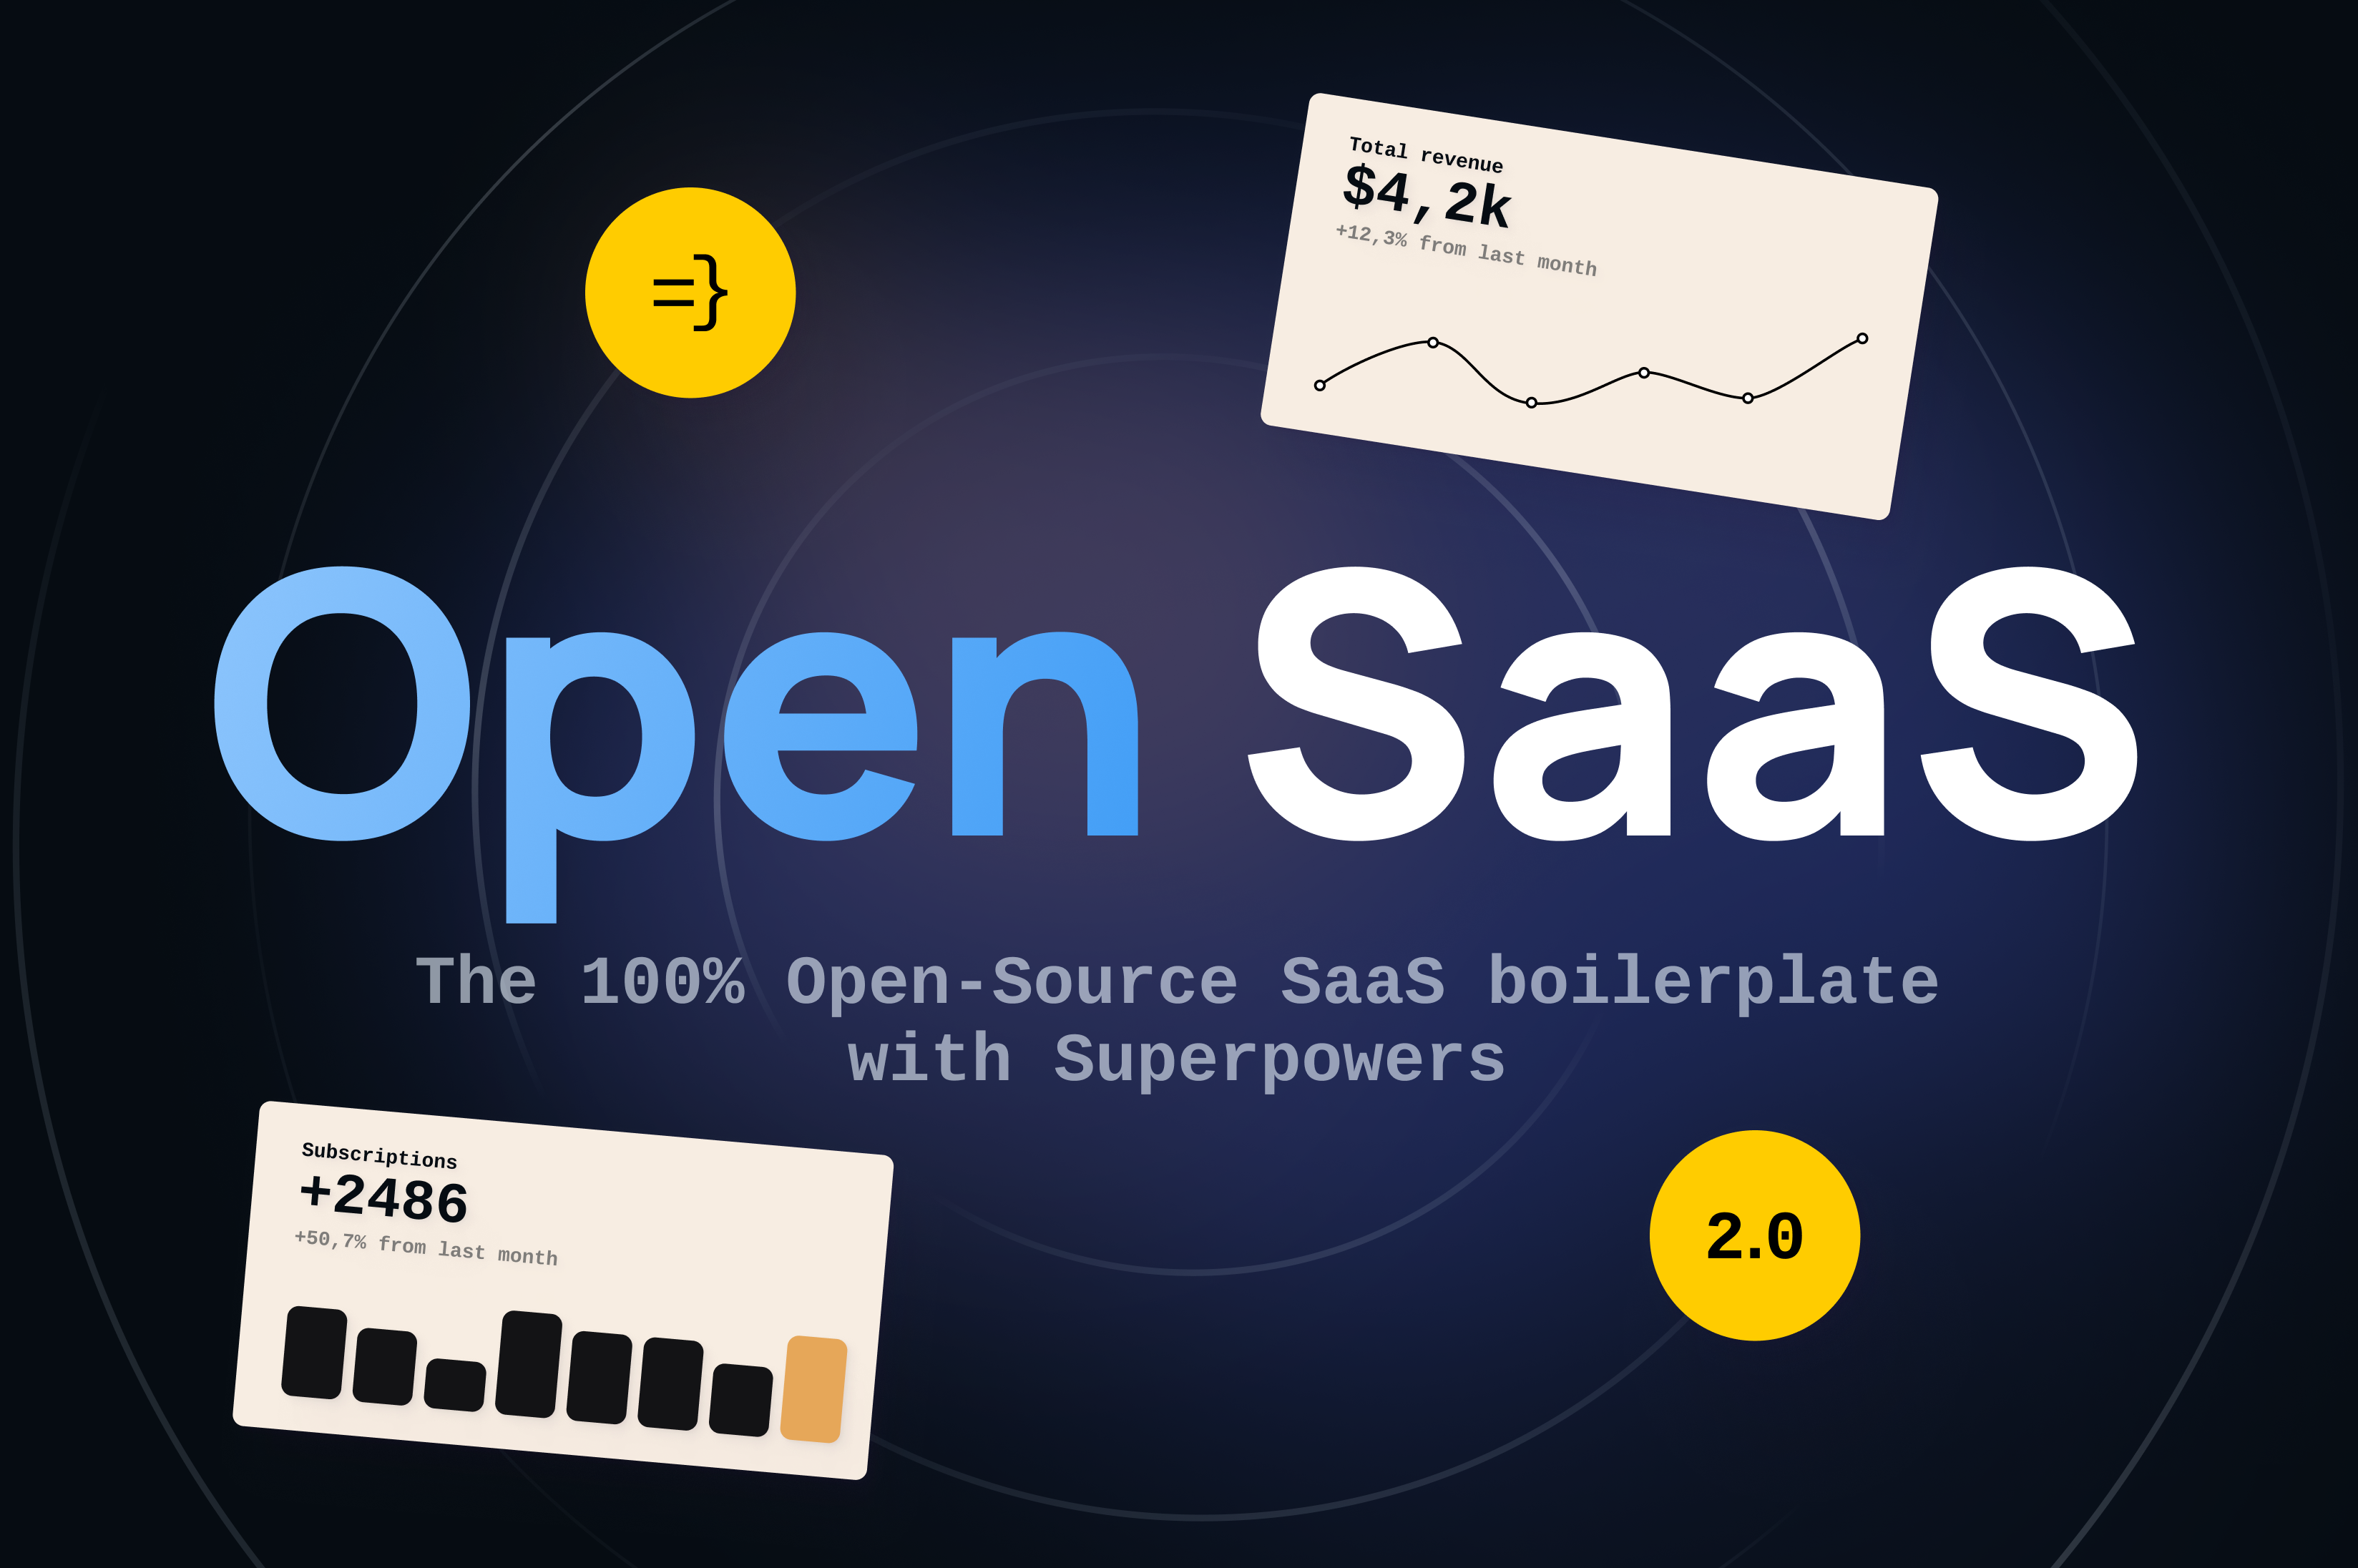 Total revenue
$4,2k
+12,3% from last month
=}
Open SaaS
The 100% Open-Source SaaS boilerplate
with Superpowers
Subscriptions
+2486
+50,7% from last month
2.0